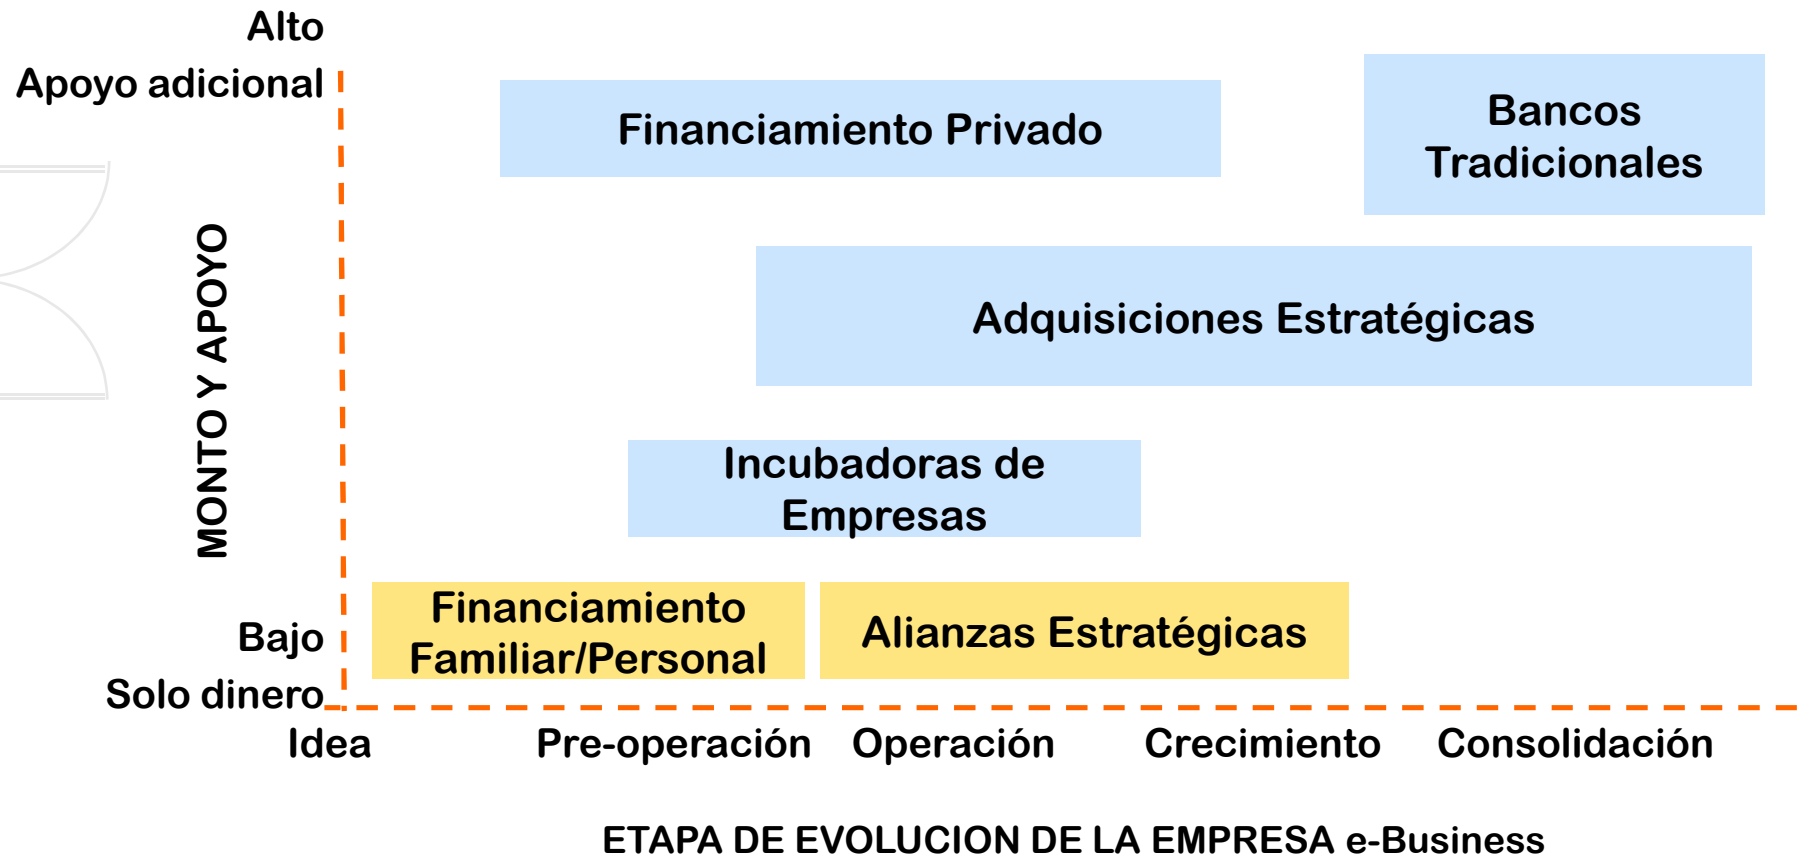 Alto
Apoyo adicional
Financiamiento Privado
Bancos
Tradicionales
MONTO Y APOYO
Adquisiciones Estratégicas
Incubadoras de
Empresas
Financiamiento
Familiar/Personal
Alianzas Estratégicas
Bajo
Solo dinero
Idea
Pre-operación
Operación
Crecimiento
Consolidación
ETAPA DE EVOLUCION DE LA EMPRESA e-Business